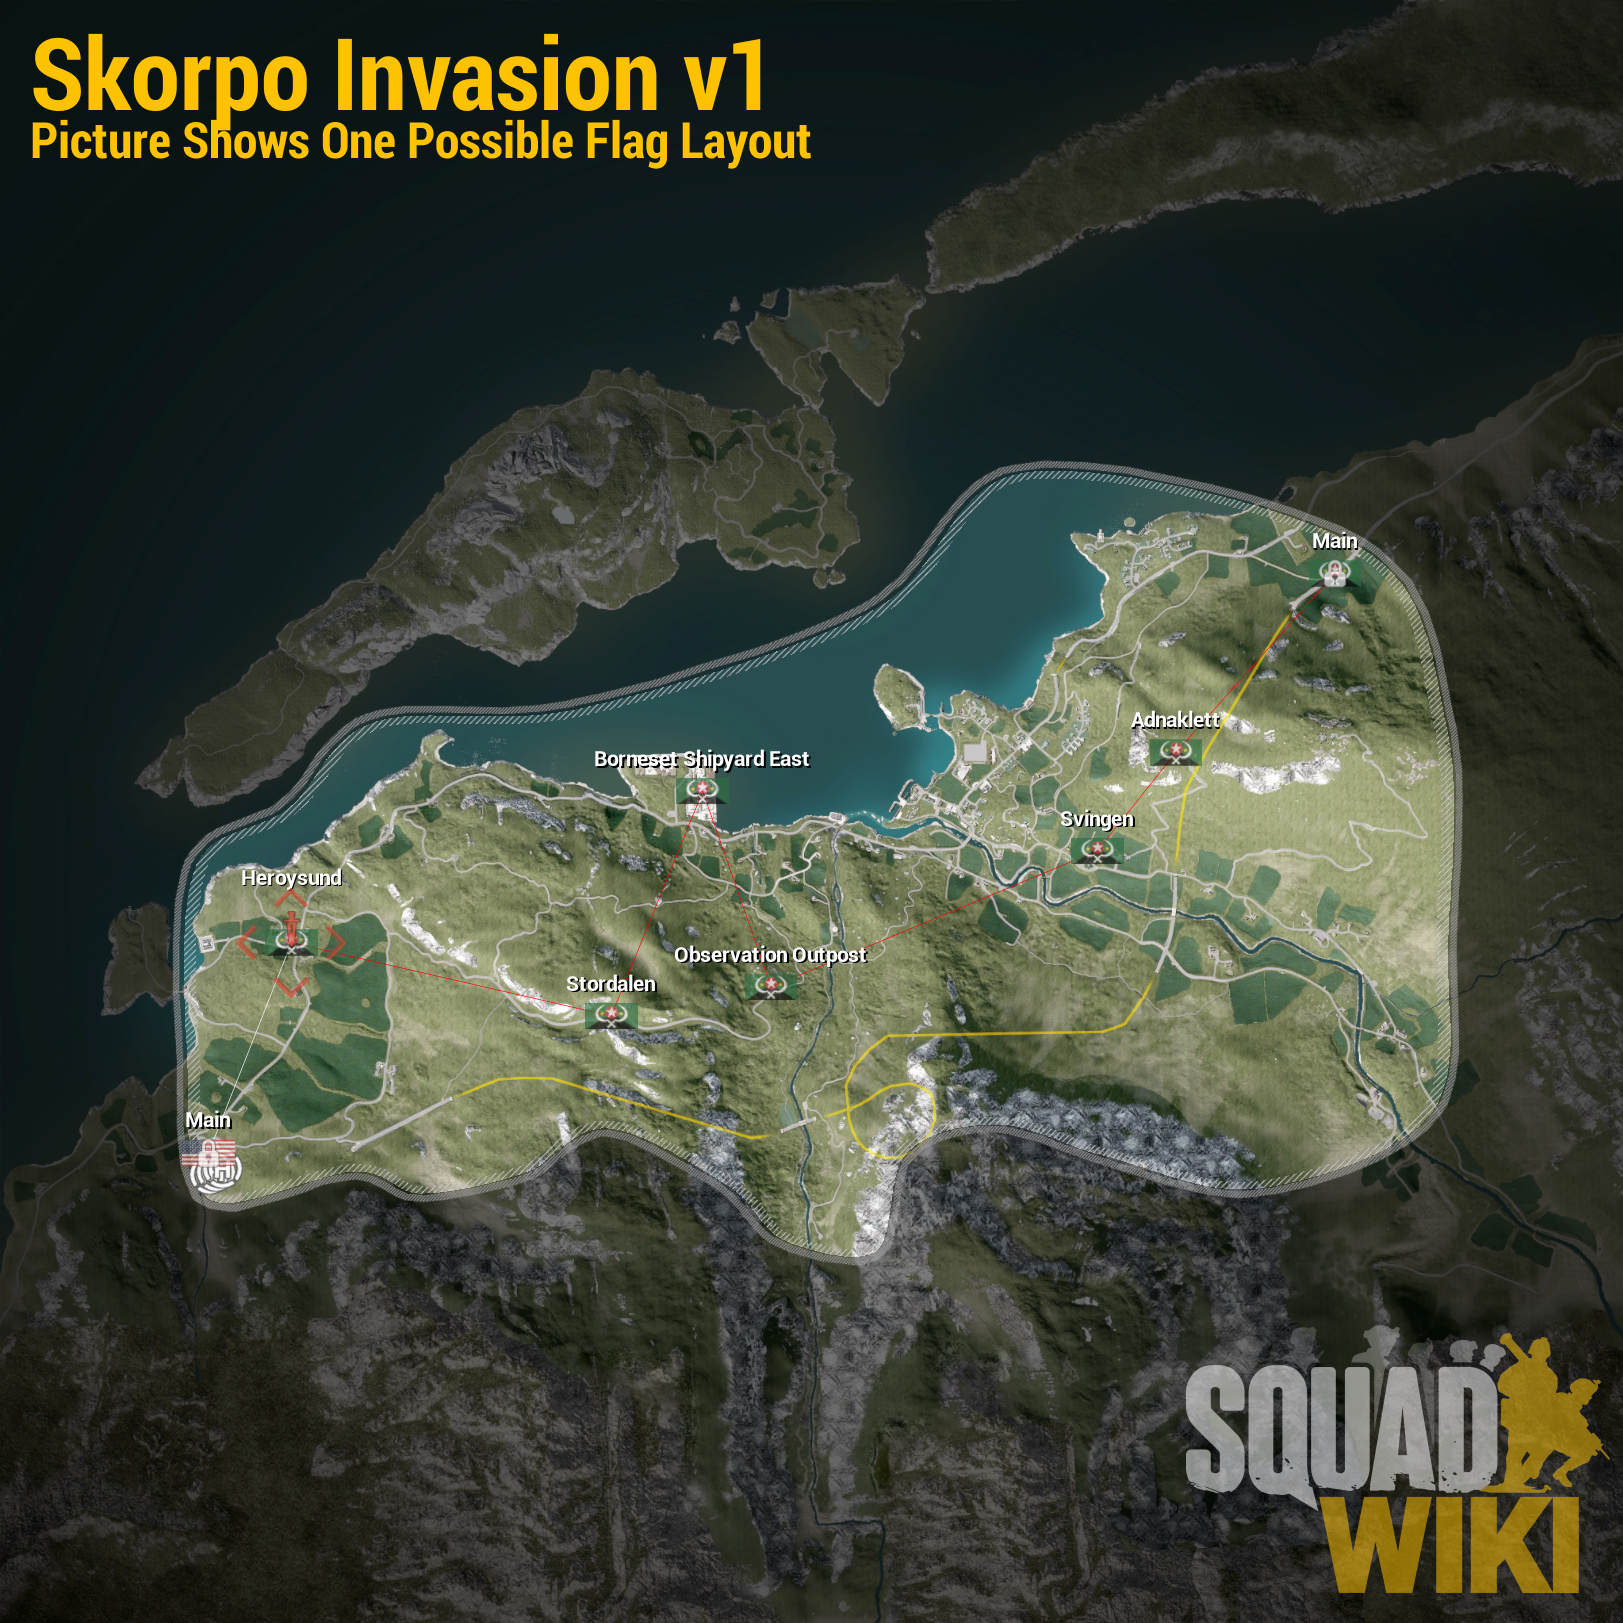 Skorpo Invasion v1
Picture Shows One Possible Flag Layout
Main
Adnaklett
Borneset Shipyard East
Svingen
Heroysund
Observation Outpost
Stordalen
Main
SQUAD
WIKI